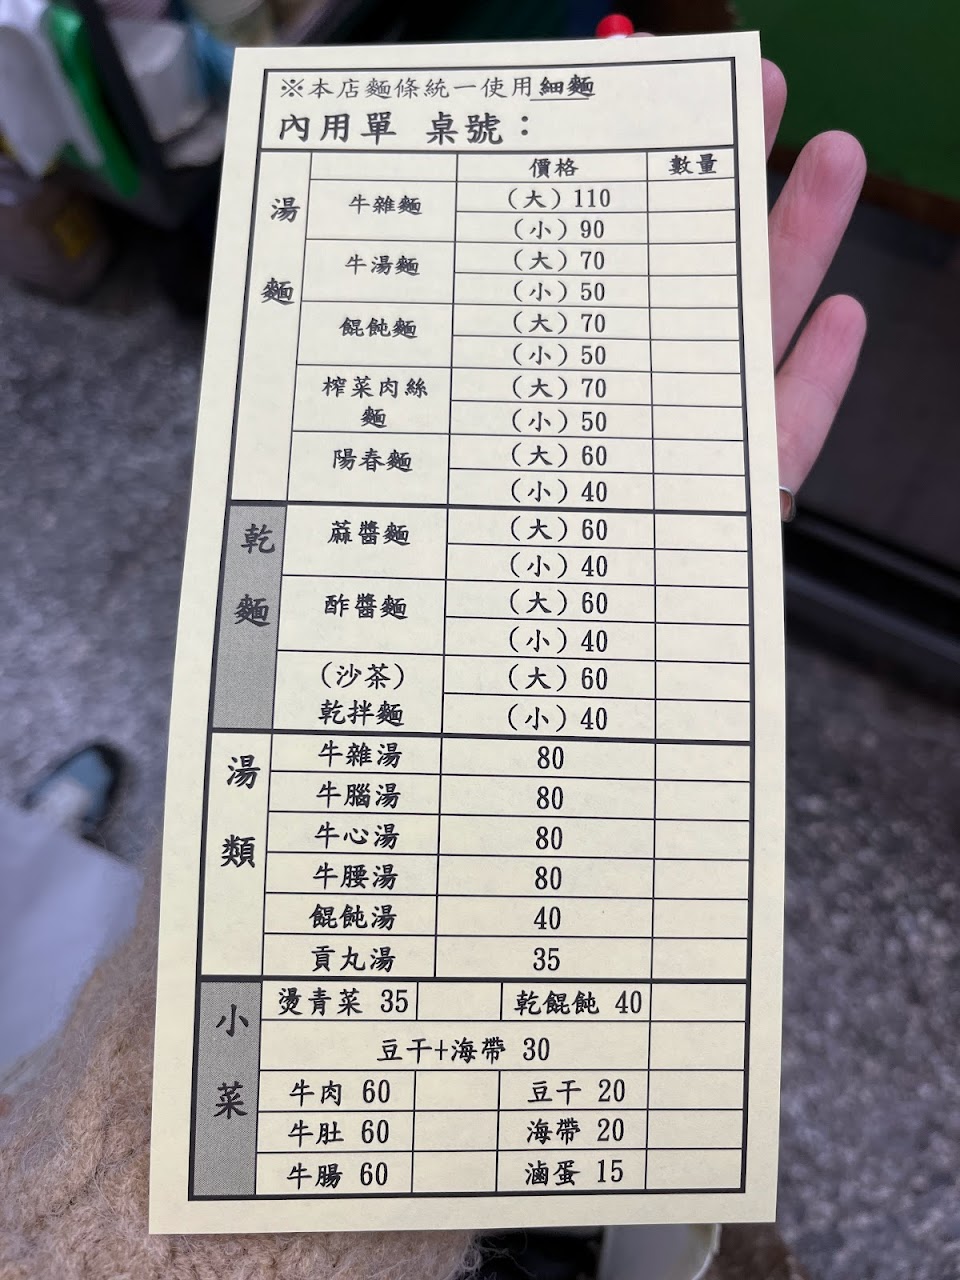 ※本店麵條統一使用細麵
內用單 桌號：
價格 數量
湯麵
牛雜麵 （大）110
（小）90
牛湯麵 （大）70
（小）50
餛飩麵 （大）70
（小）50
榨菜肉絲麵 （大）70
（小）50
陽春麵 （大）60
（小）40
乾麵
蔴醬麵 （大）60
（小）40
酢醬麵 （大）60
（小）40
（沙茶） （大）60
乾拌麵 （小）40
湯類
牛雜湯 80
牛腦湯 80
牛心湯 80
牛腰湯 80
餛飩湯 40
貢丸湯 35
小菜
燙青菜 35 乾餛飩 40
豆干+海帶 30
牛肉 60 豆干 20
牛肚 60 海帶 20
牛腸 60 滷蛋 15